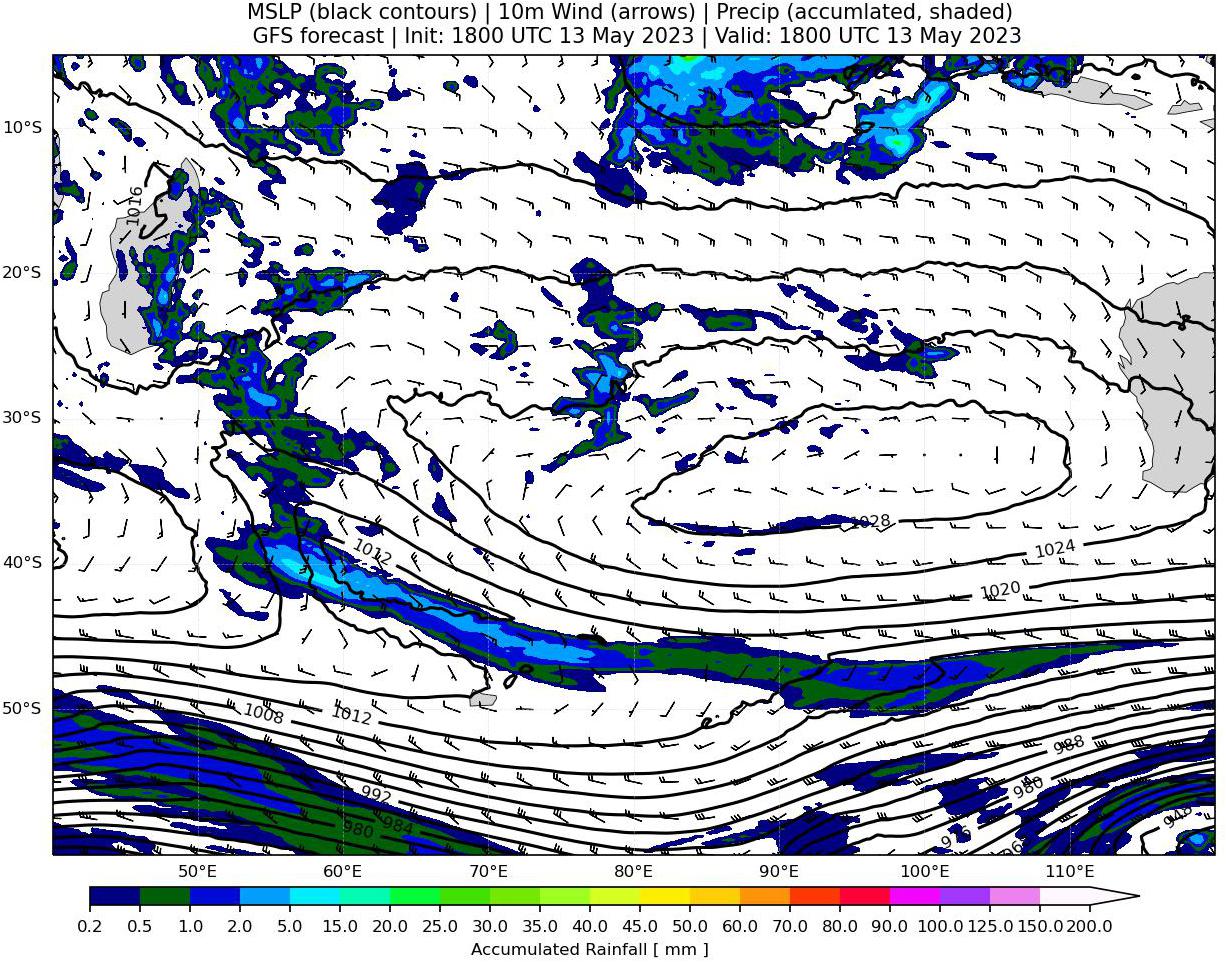 MSLP (black contours) | 10m Wind (arrows) | Precip (accumlated, shaded)
GFS forecast | Init: 1800 UTC 13 May 2023 | Valid: 1800 UTC 13 May 2023
10°S
1016
20°S
30°S
1028
1012
1024
40°S
1020
50°S
1008
1012
988
992
980
980
984
948
50°E
60°E
70°E
80°E
90°E
100°E
110°E
0.2
0.5
1.0
2.0
5.0
10.0
15.0
20.0
25.0
30.0
35.0
40.0
45.0
50.0
60.0
70.0
80.0
90.0
100.0
125.0
150.0
200.0
Accumulated Rainfall [ mm ]